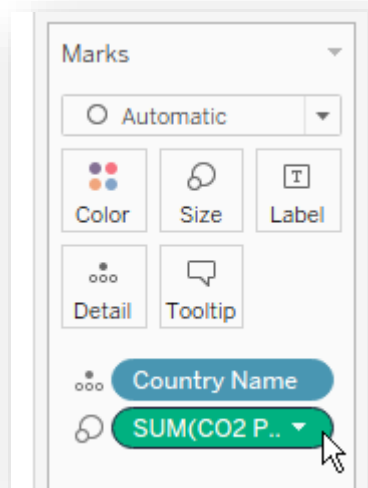 Marks
Automatic
Color Size Label
Detail Tooltip
Country Name
SUM(CO2 P..